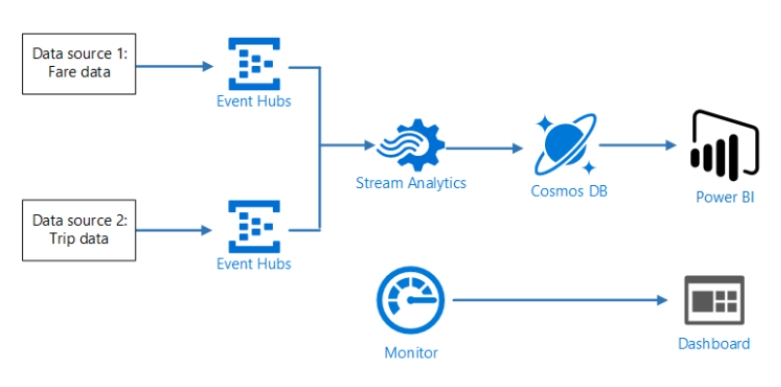 Data source 1:
Fare data
Event Hubs
Stream Analytics
Cosmos DB
Power BI
Data source 2:
Trip data
Event Hubs
Monitor
Dashboard